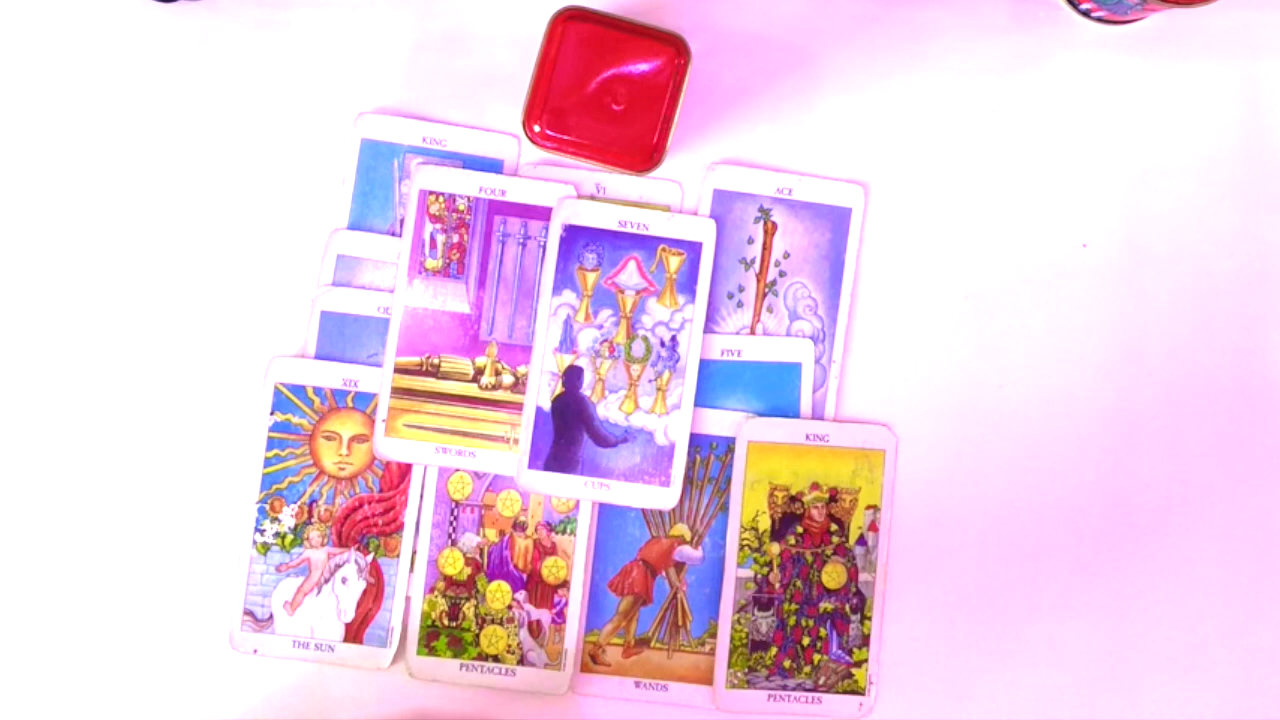 KING
FOUR
VI
SEVEN
ACE
FIVE
XIX
SWORDS
CUPS
KING
THE SUN
PENTACLES
WANDS
PENTACLES